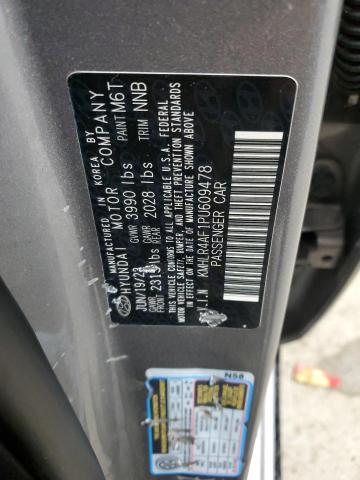 MANUFACTURED IN KOREA BY
HYUNDAI MOTOR COMPANY
JUN/19/23 GVWR 3990 lbs PAINT M6T
GAWR FRONT 2315 lbs GAWR REAR 2028 lbs TRIM NNB
THIS VEHICLE CONFORMS TO ALL APPLICABLE U.S.A. FEDERAL
MOTOR VEHICLE SAFETY, BUMPER, AND THEFT PREVENTION STANDARDS
IN EFFECT ON THE DATE OF MANUFACTURE SHOWN ABOVE
V.I.N KMHLR4AF1PU609478
PASSENGER CAR
N58